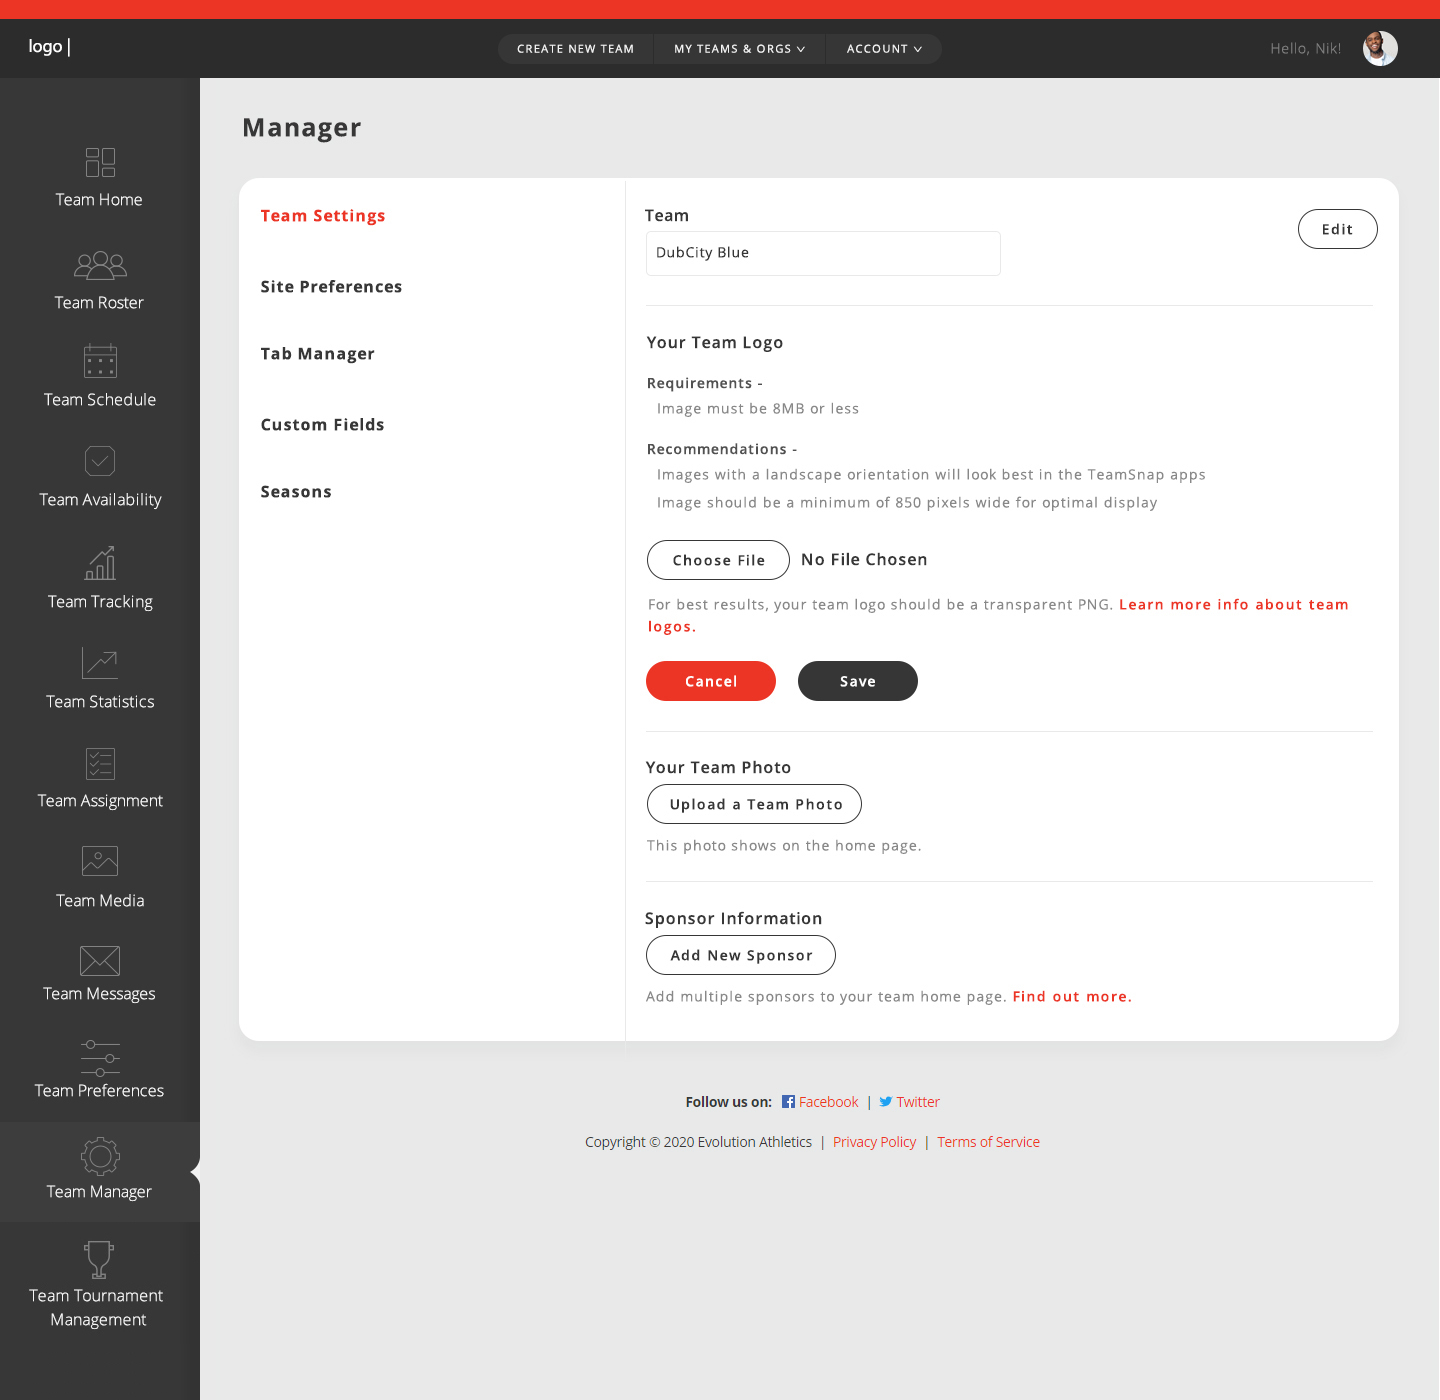 logo |
CREATE NEW TEAM
MY TEAMS & ORGS
ACCOUNT
Hello, Nik!
Team Home
Team Roster
Team Schedule
Team Availability
Team Tracking
Team Statistics
Team Assignment
Team Media
Team Messages
Team Preferences
Team Manager
Team Tournament
Management
Manager
Team Settings
Site Preferences
Tab Manager
Custom Fields
Seasons
Team
Edit
DubCity Blue
Your Team Logo
Requirements -
Image must be 8MB or less
Recommendations -
Images with a landscape orientation will look best in the TeamSnap apps
Image should be a minimum of 850 pixels wide for optimal display
Choose File No File Chosen
For best results, your team logo should be a transparent PNG. Learn more info about team
logos.
Cancel Save
Your Team Photo
Upload a Team Photo
This photo shows on the home page.
Sponsor Information
Add New Sponsor
Add multiple sponsors to your team home page. Find out more.
Follow us on: Facebook | Twitter
Copyright © 2020 Evolution Athletics | Privacy Policy | Terms of Service